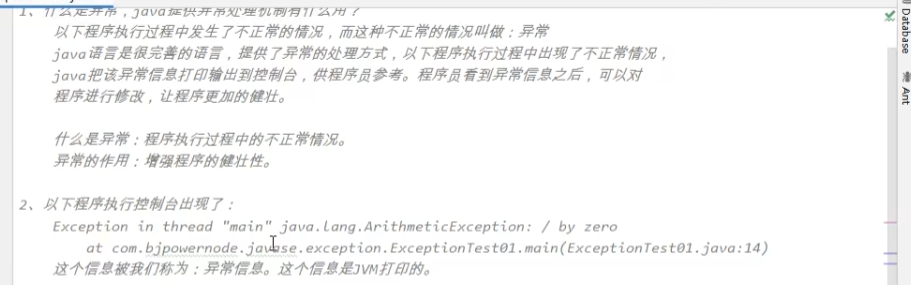 1、什么是异常，java提供异常处理机制有什么用？
以下程序执行过程中发生了不正常的情况，而这种不正常的情况叫做：异常
java语言是很完善的语言，提供了异常的处理方式，以下程序执行过程中出现了不正常情况，
java把该异常信息打印输出到控制台，供程序员参考。程序员看到异常信息之后，可以对
程序进行修改，让程序更加的健壮。
什么是异常：程序执行过程中的不正常情况。
异常的作用：增强程序的健壮性。
2、以下程序执行控制台出现了：
Exception in thread "main" java.lang.ArithmeticException: / by zero
at com.bjpowernode.javase.exception.ExceptionTest01.main(ExceptionTest01.java:14)
这个信息被我们称为：异常信息。这个信息是JVM打印的。
Database
Ant